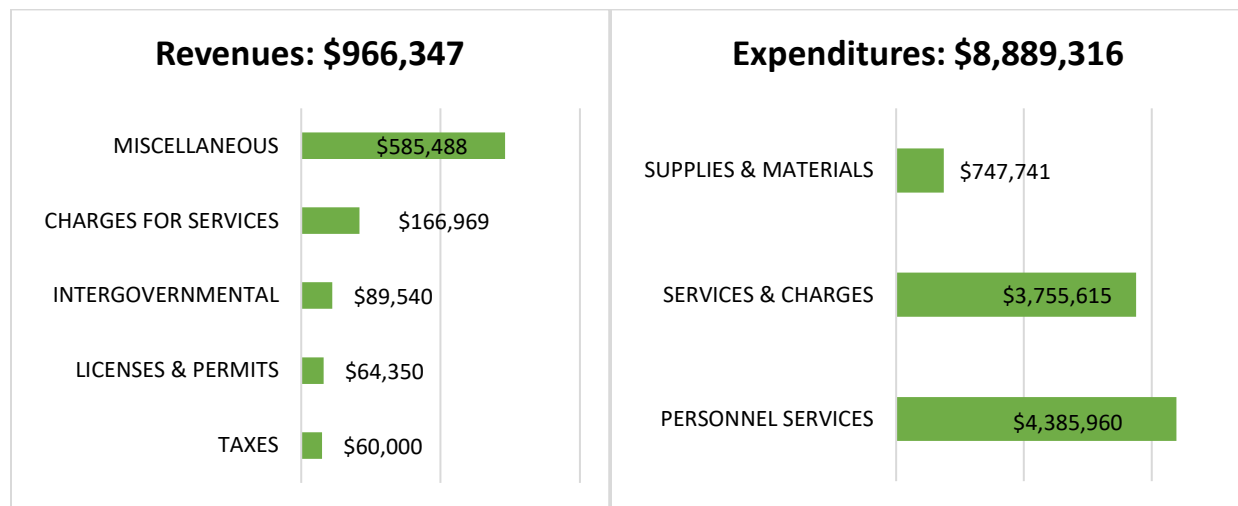 Revenues: $966,347
MISCELLANEOUS $585,488
CHARGES FOR SERVICES $166,969
INTERGOVERNMENTAL $89,540
LICENSES & PERMITS $64,350
TAXES $60,000
Expenditures: $8,889,316
SUPPLIES & MATERIALS $747,741
SERVICES & CHARGES $3,755,615
PERSONNEL SERVICES $4,385,960